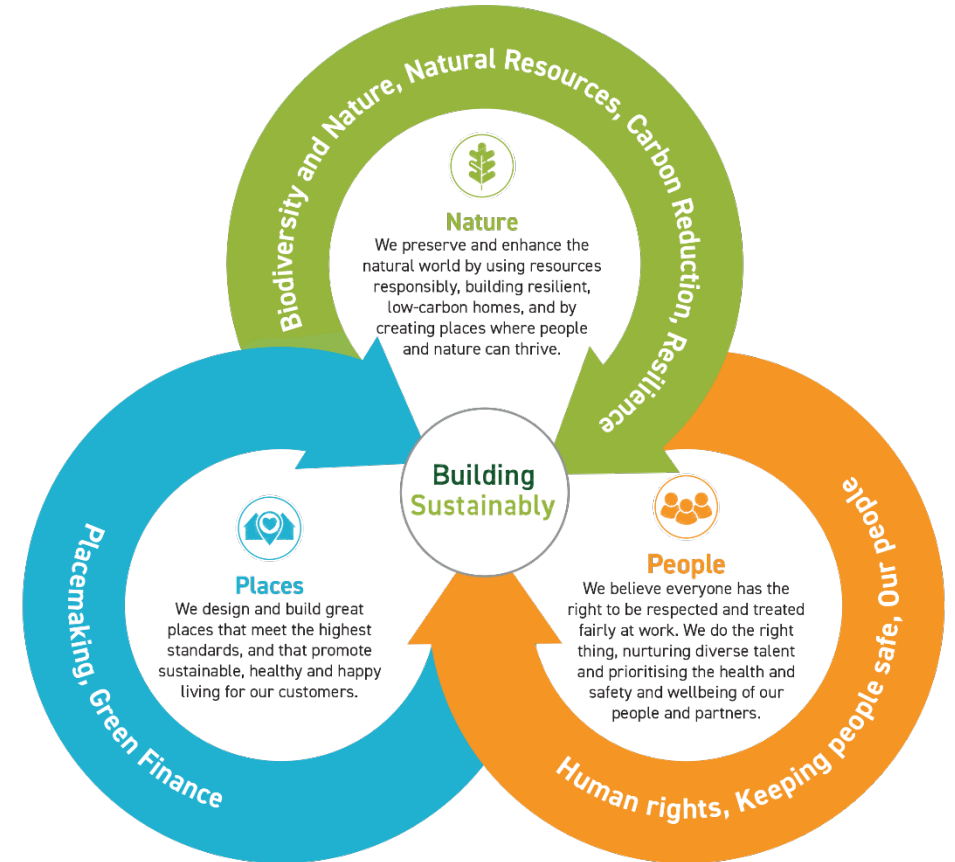 Biodiversity and Nature, Natural Resources, Carbon Reduction, Resilience
Nature
We preserve and enhance the
natural world by using resources
responsibly, building resilient,
low-carbon homes, and by
creating places where people
and nature can thrive.
Building
Sustainably
Places
We design and build great
places that meet the highest
standards, and that promote
sustainable, healthy and happy
living for our customers.
Placemaking, Green Finance
People
We believe everyone has the
right to be respected and treated
fairly at work. We do the right
thing, nurturing diverse talent
and prioritising the health and
safety and wellbeing of our
people and partners.
Human rights, Keeping people safe, Our people